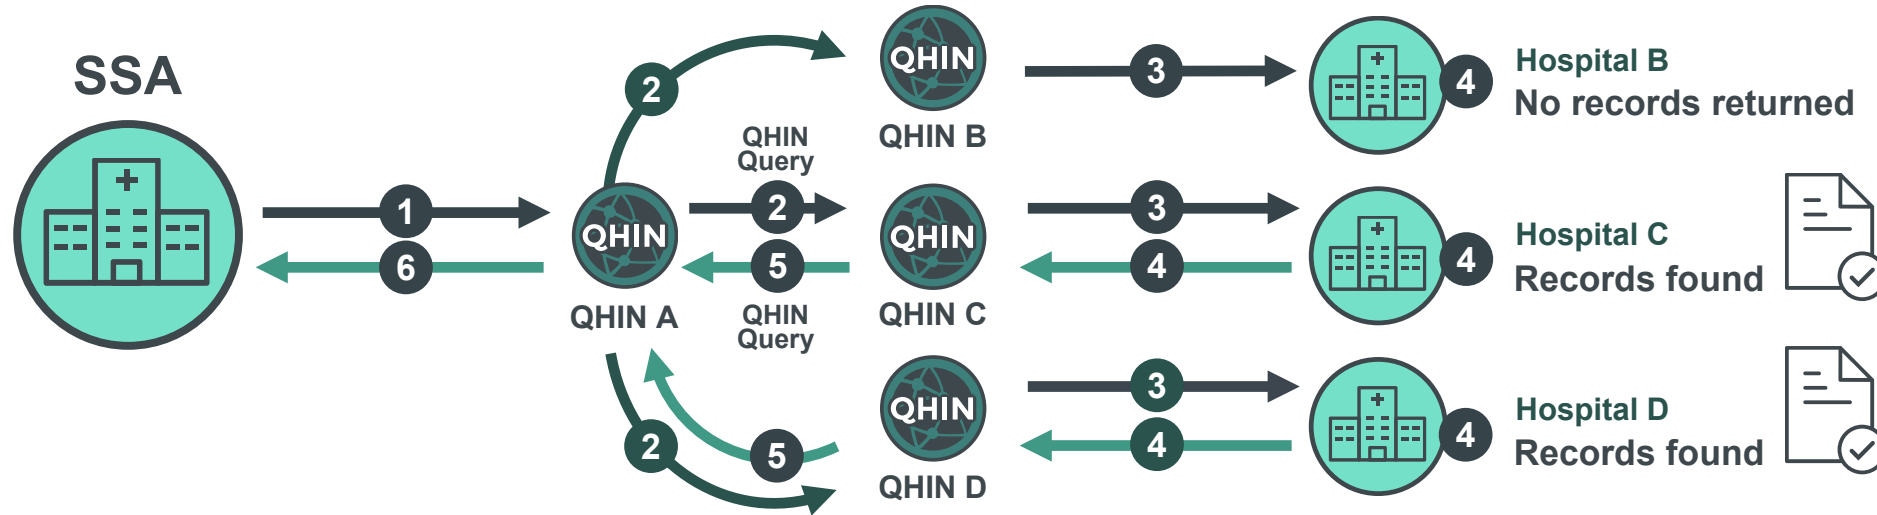 SSA
1
6
QHIN
QHIN A
2
QHIN
Query
2
5
QHIN
Query
2
5
QHIN
QHIN B
3
4
Hospital B
No records returned
QHIN
QHIN C
3
4
4
Hospital C
Records found
QHIN
QHIN D
3
4
4
Hospital D
Records found